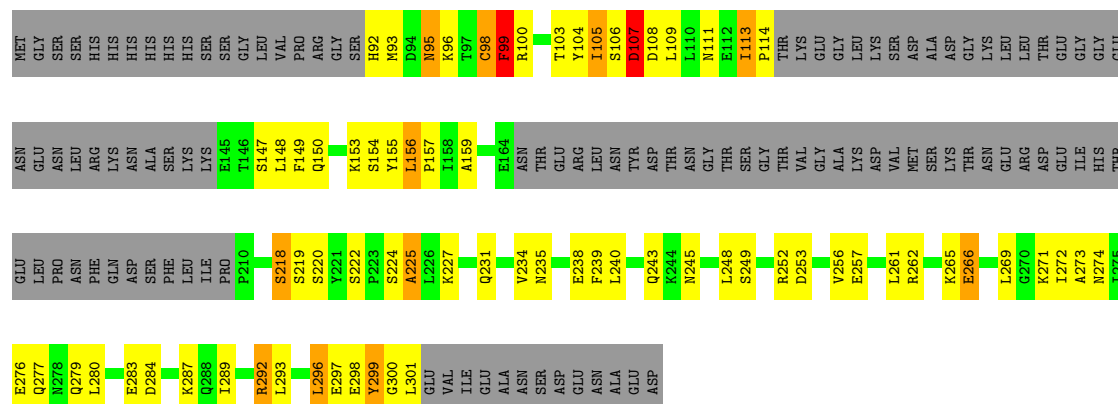 MET GLY SER SER HIS HIS HIS HIS HIS HIS SER SER GLY LEU VAL PRO ARG GLY SER H92 M93 D94 N95 K96 T97 C98 F99 R100 T103 Y104 I105 S106 D107 D108 L109 L110 N111 E112 I113 P114 THR LYS GLU GLY LEU LYS SER ASP ALA ASP GLY LYS LEU LEU THR GLU GLY GLY GLU
ASN GLU ASN LEU ARG LYS ASN ALA SER LYS LYS E145 T146 S147 L148 F149 Q150 K153 S154 Y155 L156 P157 I158 A159 E164 ASN THR GLU ARG LEU ASN TYR ASP THR ASN GLY THR SER GLY THR VAL GLY ALA LYS ASP VAL MET SER LYS THR ASN GLU ARG ASP GLU ILE HIS THR
GLU LEU PRO ASN PHE GLN ASP SER PHE LEU ILE PRO P210 S218 S219 S220 Y221 S222 P223 S224 A225 L226 K227 Q231 V234 N235 E238 F239 L240 Q243 K244 N245 L248 S249 R252 D253 V256 E257 L261 R262 K265 E266 L269 G270 K271 I272 A273 N274 I275
E276 Q277 N278 Q279 L280 E283 D284 K287 Q288 I289 R292 L293 L296 E297 E298 Y299 G300 L301 GLU VAL ILE GLU ALA ASN SER ASP GLU ASN ALA GLU ASP